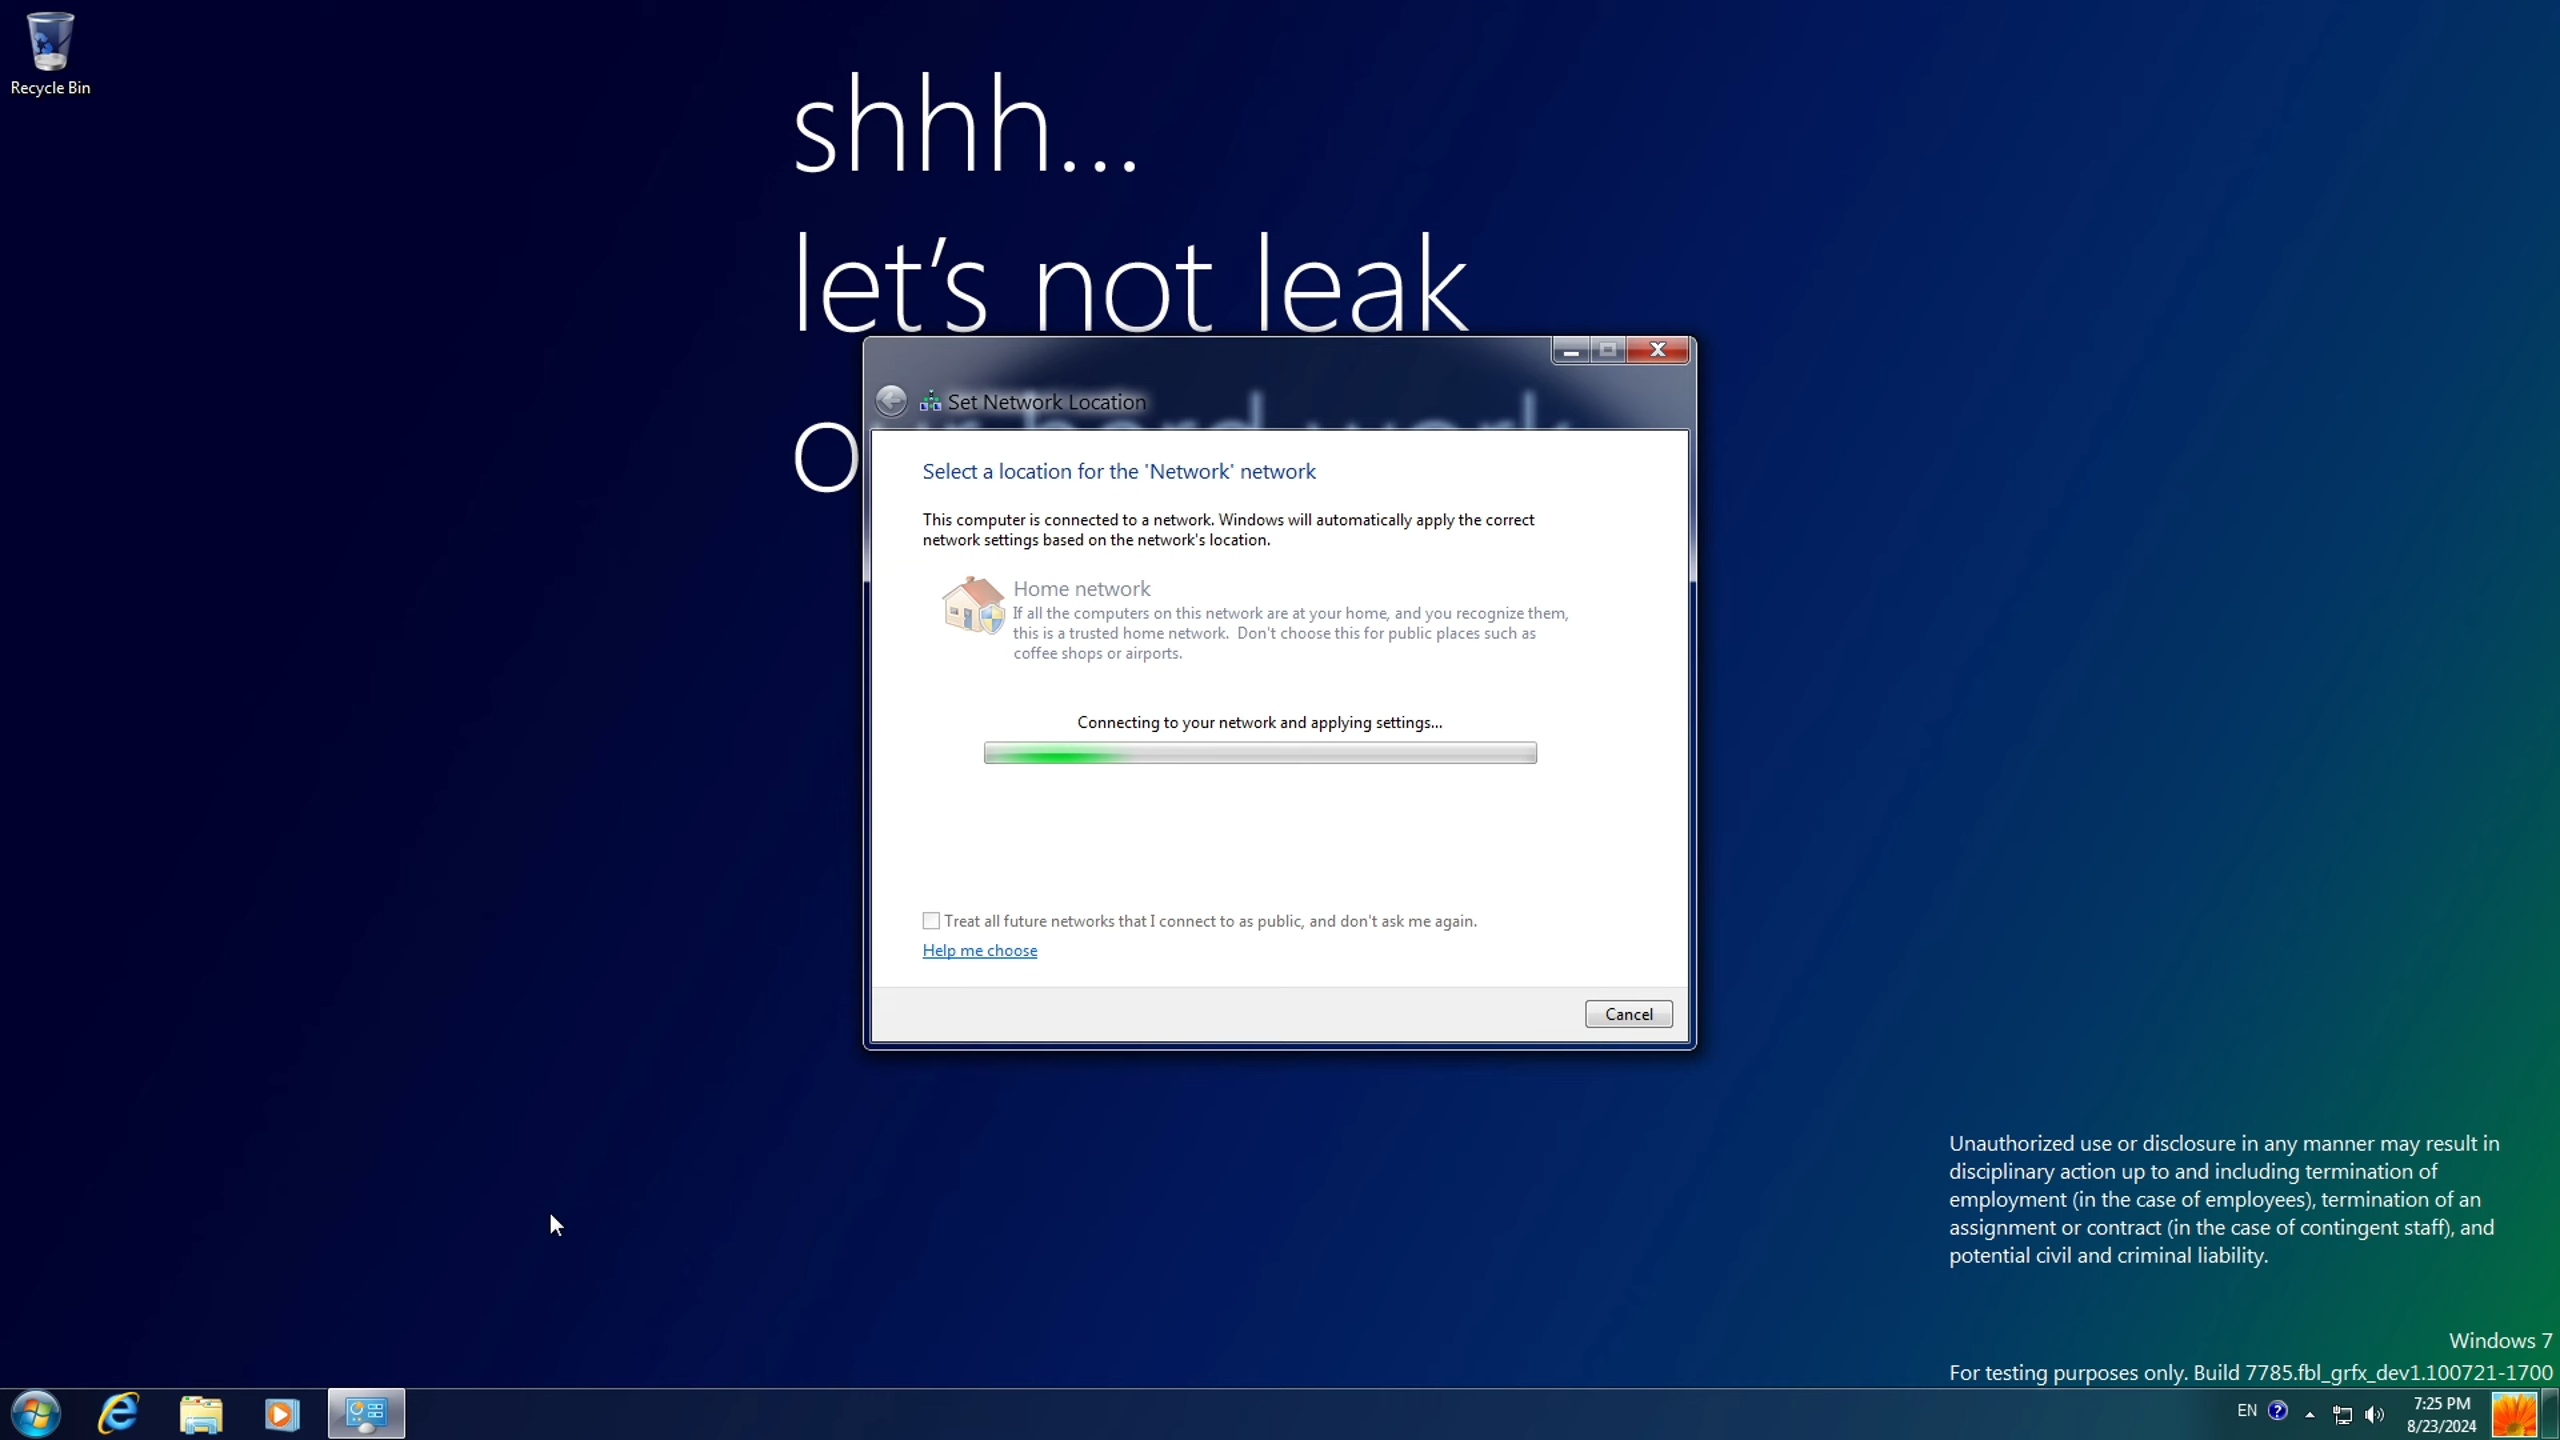 Recycle Bin
shhh...
let's not leak
Set Network Location
Select a location for the 'Network' network
This computer is connected to a network. Windows will automatically apply the correct
network settings based on the network's location.
Home network
If all the computers on this network are at your home, and you recognize them,
this is a trusted home network.  Don't choose this for public places such as
coffee shops or airports.
Connecting to your network and applying settings...
Treat all future networks that I connect to as public, and don't ask me again.
Help me choose
Cancel
Unauthorized use or disclosure in any manner may result in
disciplinary action up to and including termination of
employment (in the case of employees), termination of an
assignment or contract (in the case of contingent staff), and
potential civil and criminal liability.
Windows 7
For testing purposes only. Build 7785.fbl_grfx_dev1.100721-1700
EN
7:25 PM
8/23/2024